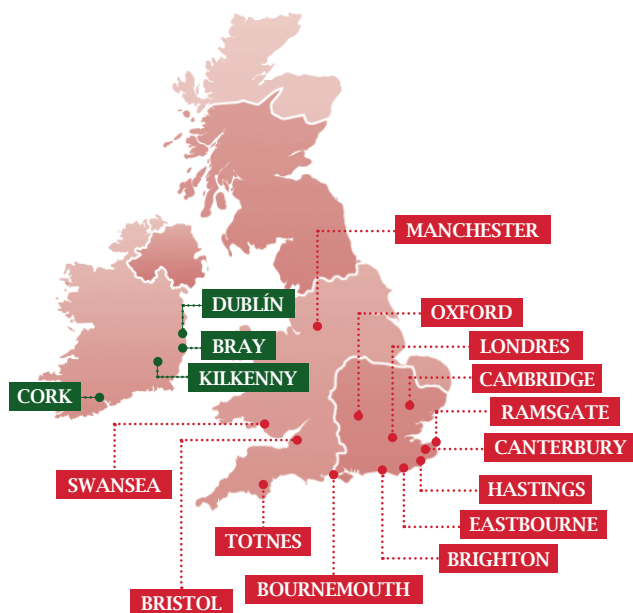 MANCHESTER
DUBLÍN
OXFORD
BRAY
LONDRES
KILKENNY
CAMBRIDGE
CORK
RAMSGATE
CANTERBURY
SWANSEA
HASTINGS
EASTBOURNE
TOTNES
BRIGHTON
BOURNEMOUTH
BRISTOL